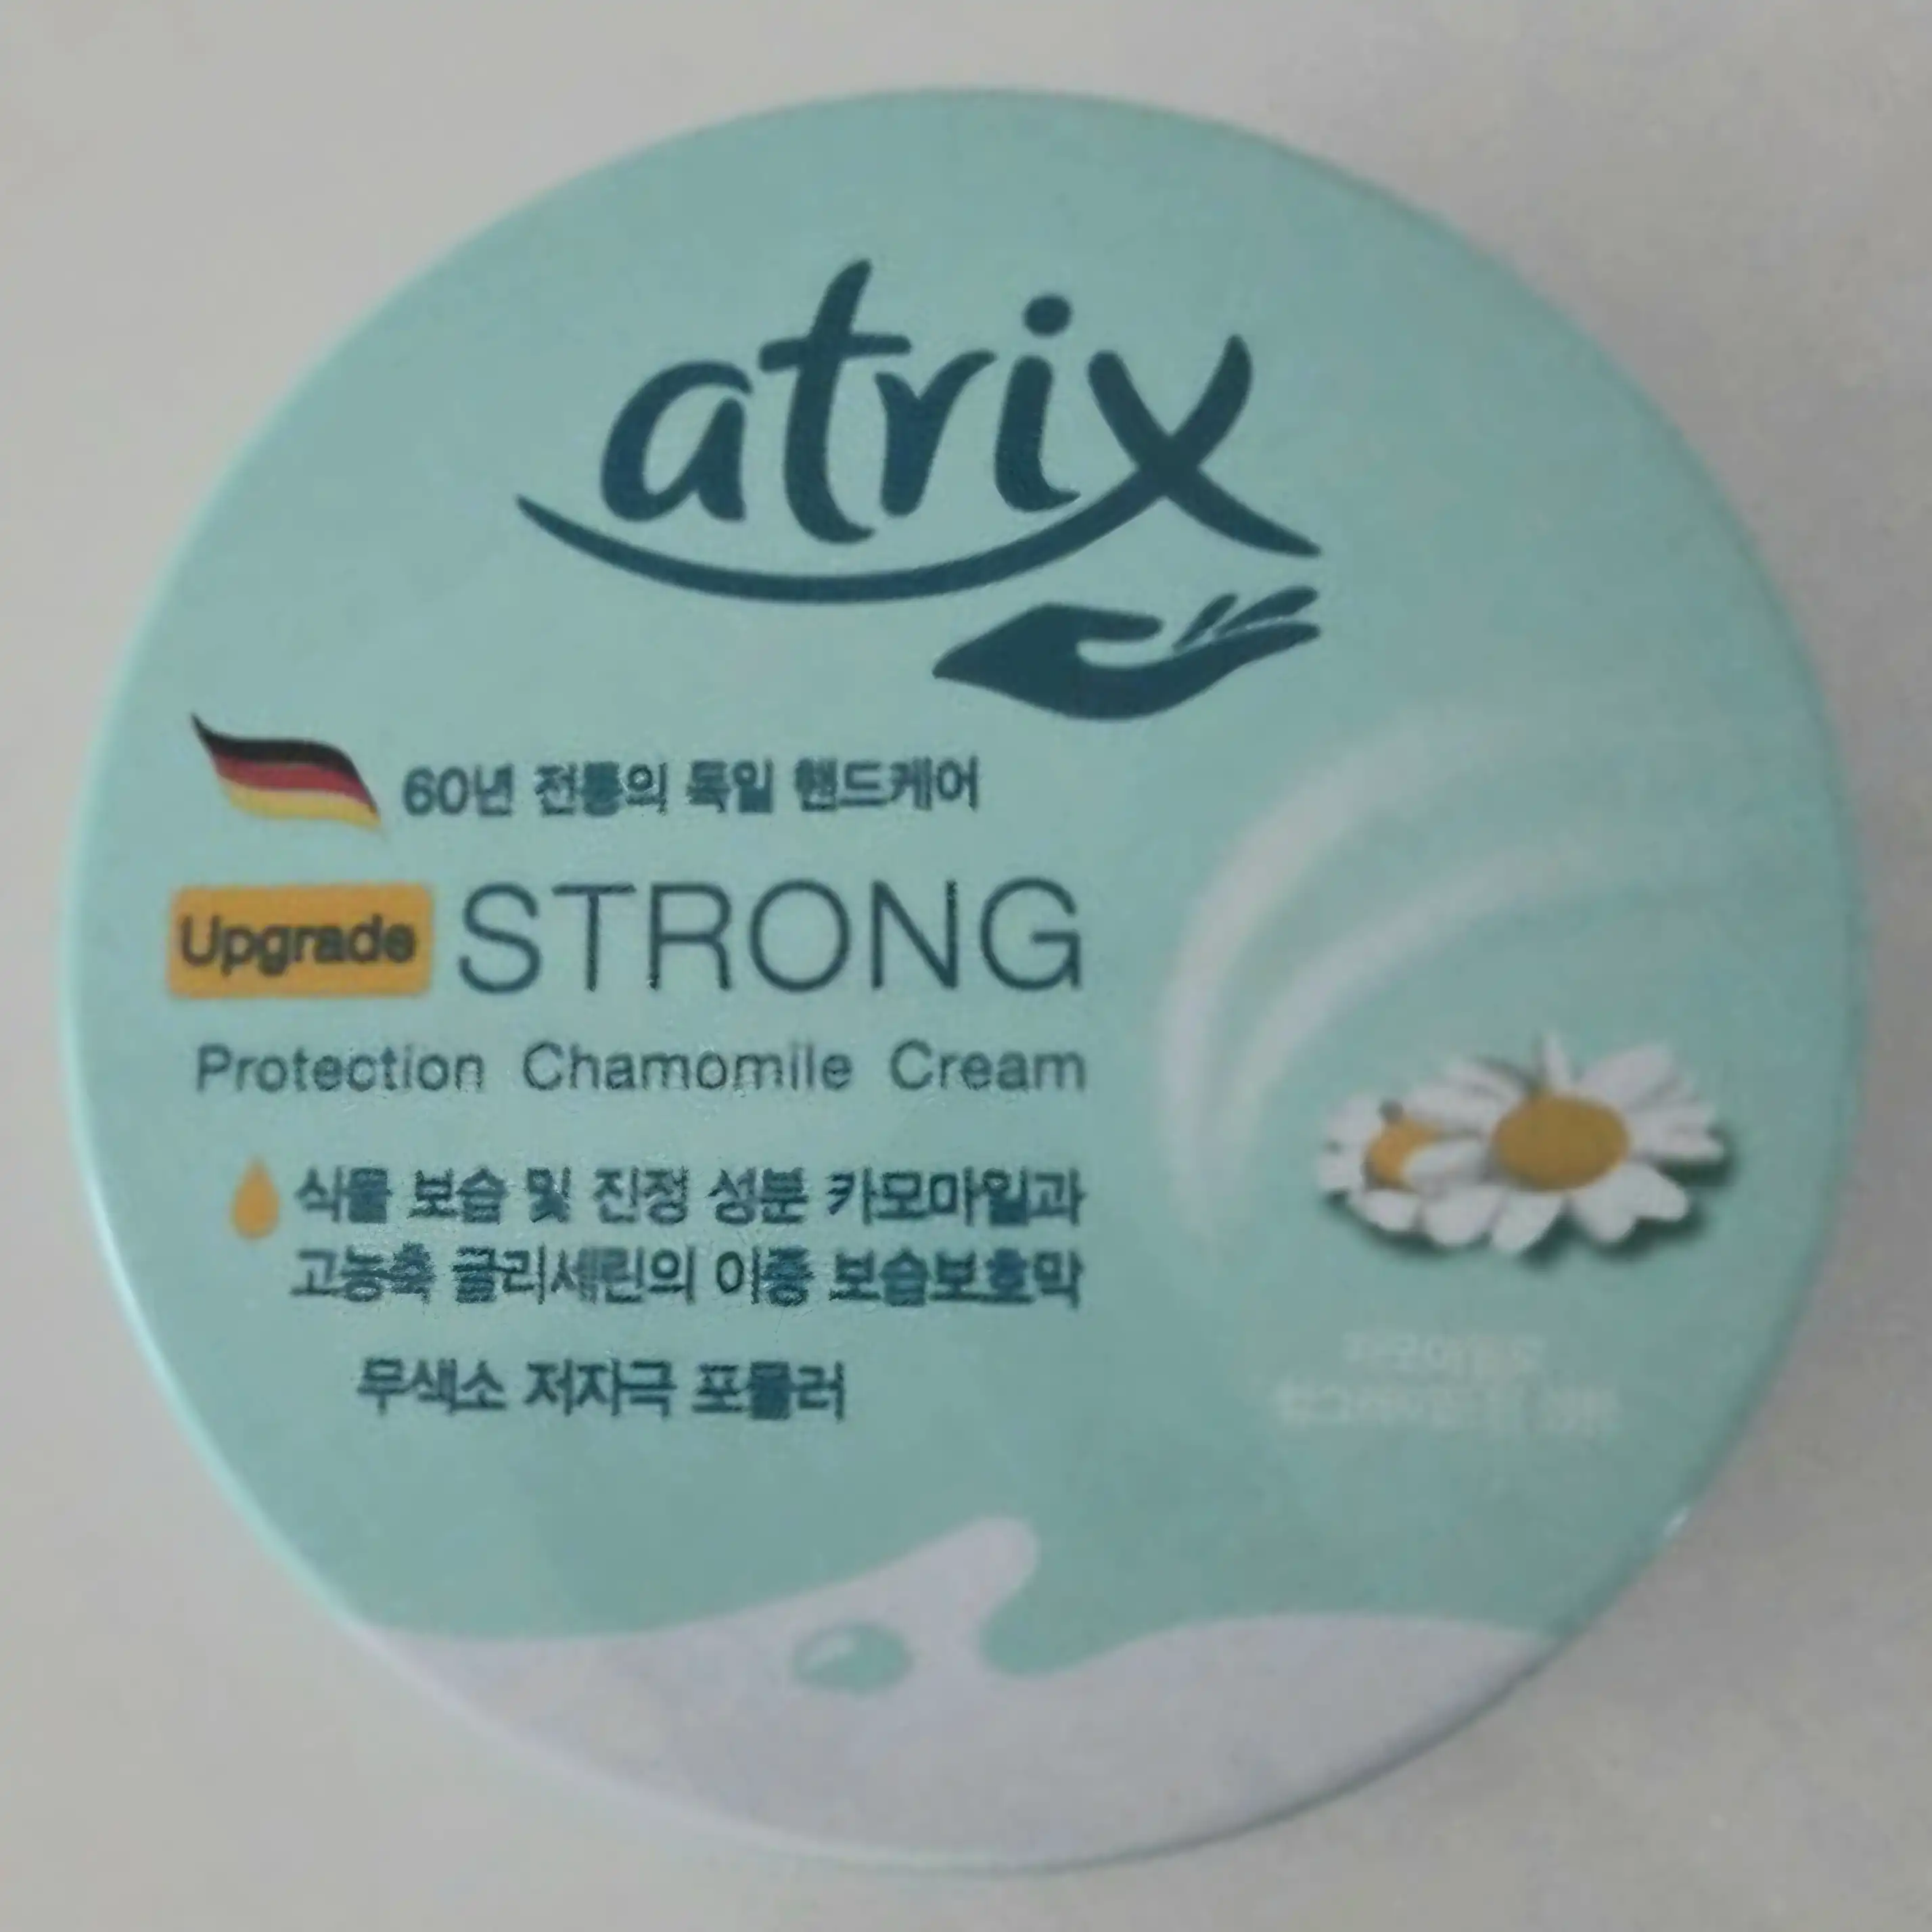 atrix
60년 전통의 독일 핸드케어
Upgrade STRONG
Protection Chamomile Cream
식물 보습 및 진정 성분 카모마일과
고농축 글리세린의 이중 보습보호막
무색소 저자극 포뮬러